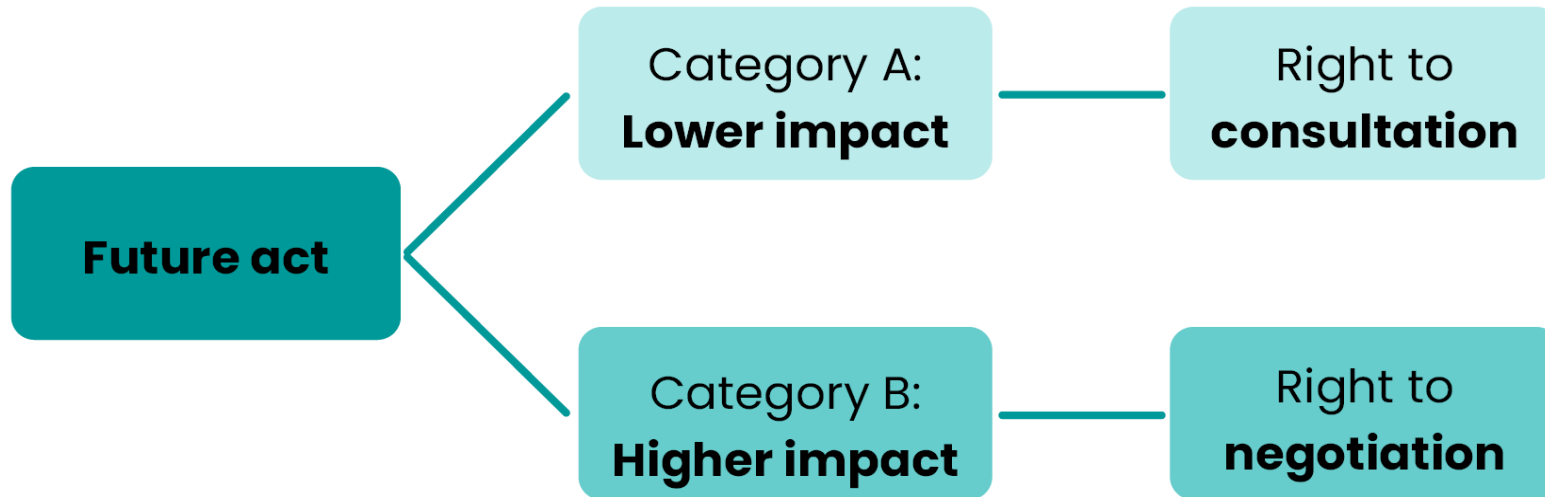 Future act
Category A:
Lower impact
Right to
consultation
Category B:
Higher impact
Right to
negotiation